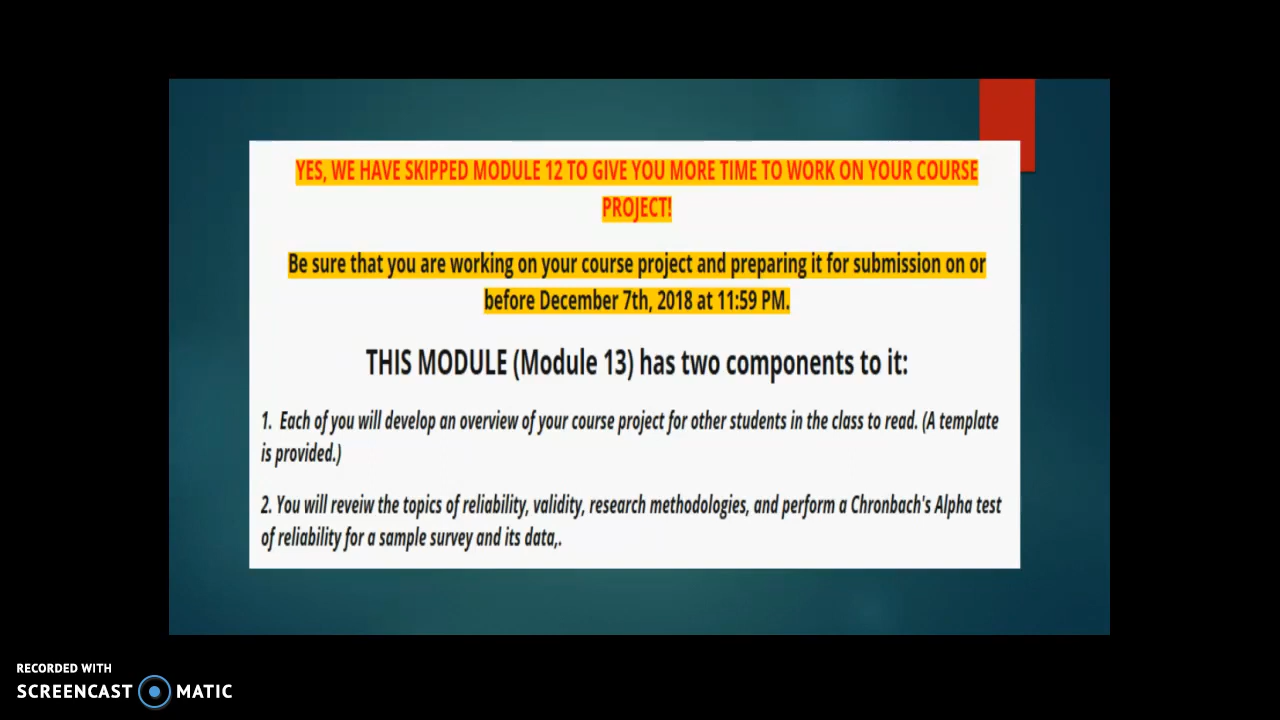 YES, WE HAVE SKIPPED MODULE 12 TO GIVE YOU MORE TIME TO WORK ON YOUR COURSE
PROJECT!
Be sure that you are working on your course project and preparing it for submission on or
before December 7th, 2018 at 11:59 PM.
THIS MODULE (Module 13) has two components to it:
1. Each of you will develop an overview of your course project for other students in the class to read. (A template
is provided.)
2. You will reveiw the topics of reliability, validity, research methodologies, and perform a Chronbach's Alpha test
of reliability for a sample survey and its data,.
RECORDED WITH
SCREENCAST MATIC